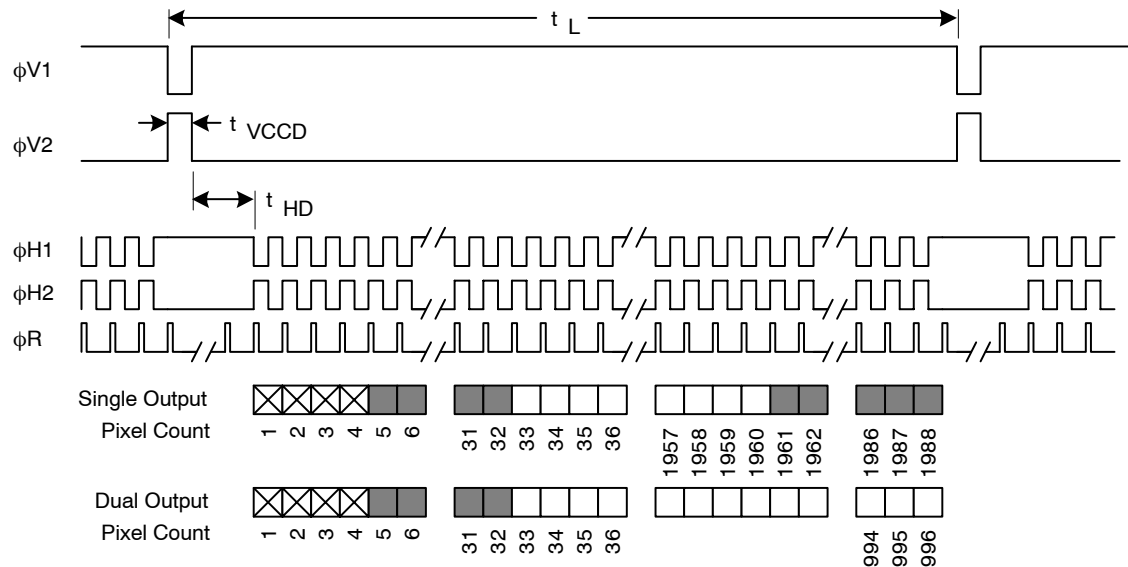 t L
ϕV1
t VCCD
ϕV2
t HD
ϕH1
ϕH2
ϕR
Single Output
Pixel Count
1 2 3 4 5 6 31 32 33 34 35 36 1957 1958 1959 1960 1961 1962 1986 1987 1988
Dual Output
Pixel Count
1 2 3 4 5 6 31 32 33 34 35 36 994 995 996